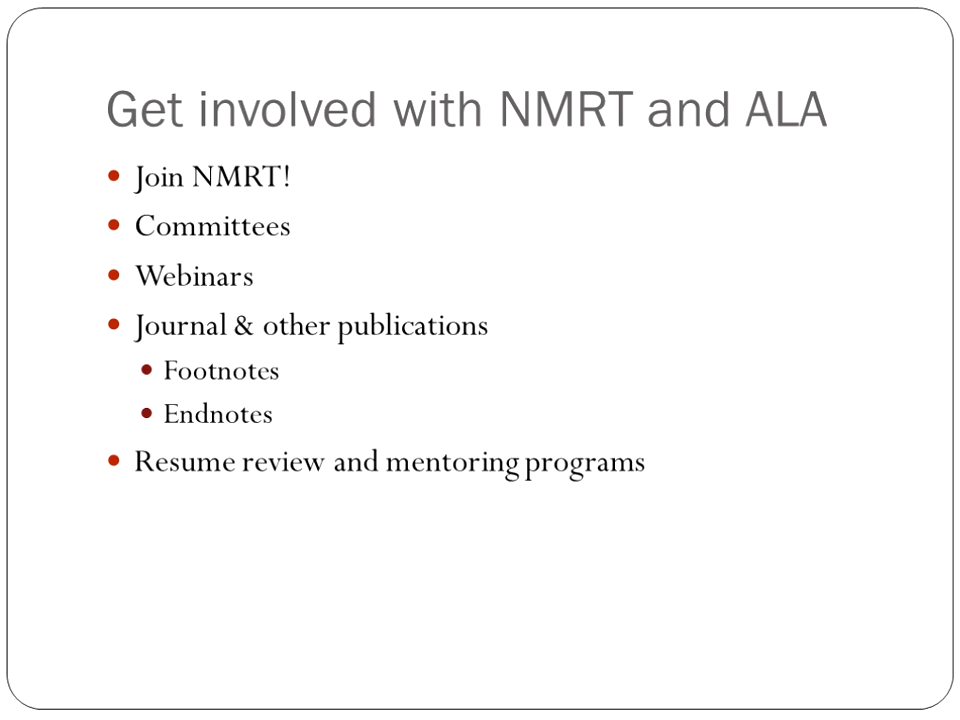 Get involved with NMRT and ALA
Join NMRT!
Committees
Webinars
Journal & other publications
Footnotes
Endnotes
Resume review and mentoring programs